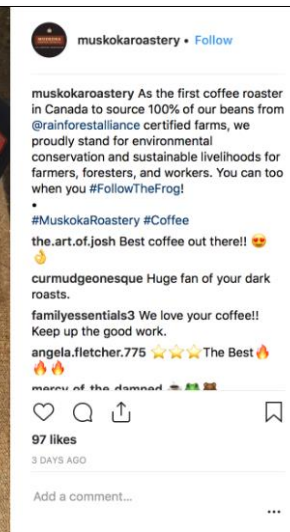 muskokaroastery • Follow
muskokaroastery As the first coffee roaster
in Canada to source 100% of our beans from
@rainforestalliance certified farms, we
proudly stand for environmental
conservation and sustainable livelihoods for
farmers, foresters, and workers. You can too
when you #FollowTheFrog!
•
#MuskokaRoastery #Coffee
the.art.of.josh Best coffee out there!! 😍
👌
curmudgeonesque Huge fan of your dark
roasts.
familyessentials3 We love your coffee!!
Keep up the good work.
angela.fletcher.775 ⭐⭐⭐The Best🔥
🔥🔥
mercy_of_the_damned ☕🐸🐻
97 likes
3 DAYS AGO
Add a comment...